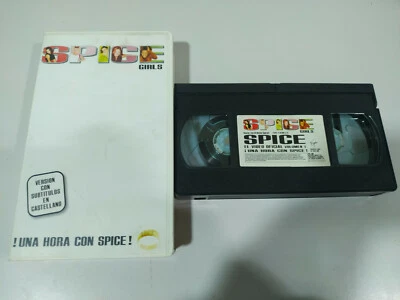 SPICE
GIRLS
VERSION
CON
SUBTITULOS
EN
CASTELLANO
! UNA HORA CON SPICE !
SPICE
GIRLS
SPICE
EL VIDEO OFICIAL VOLUMEN 1
! UNA HORA CON SPICE !